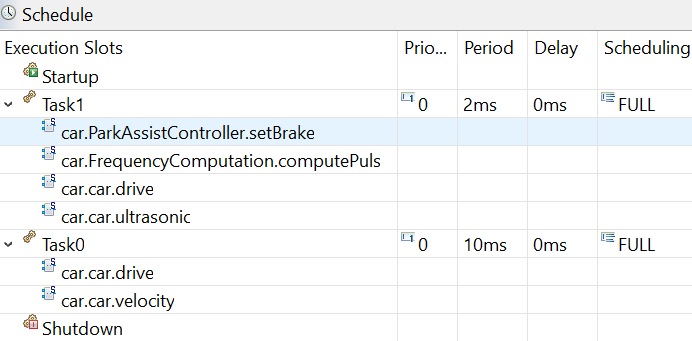 Schedule
Execution Slots Prio... Period Delay Scheduling
Startup
Task1 0 2ms 0ms FULL
car.ParkAssistController.setBrake
car.FrequencyComputation.computePuls
car.car.drive
car.car.ultrasonic
Task0 0 10ms 0ms FULL
car.car.drive
car.car.velocity
Shutdown